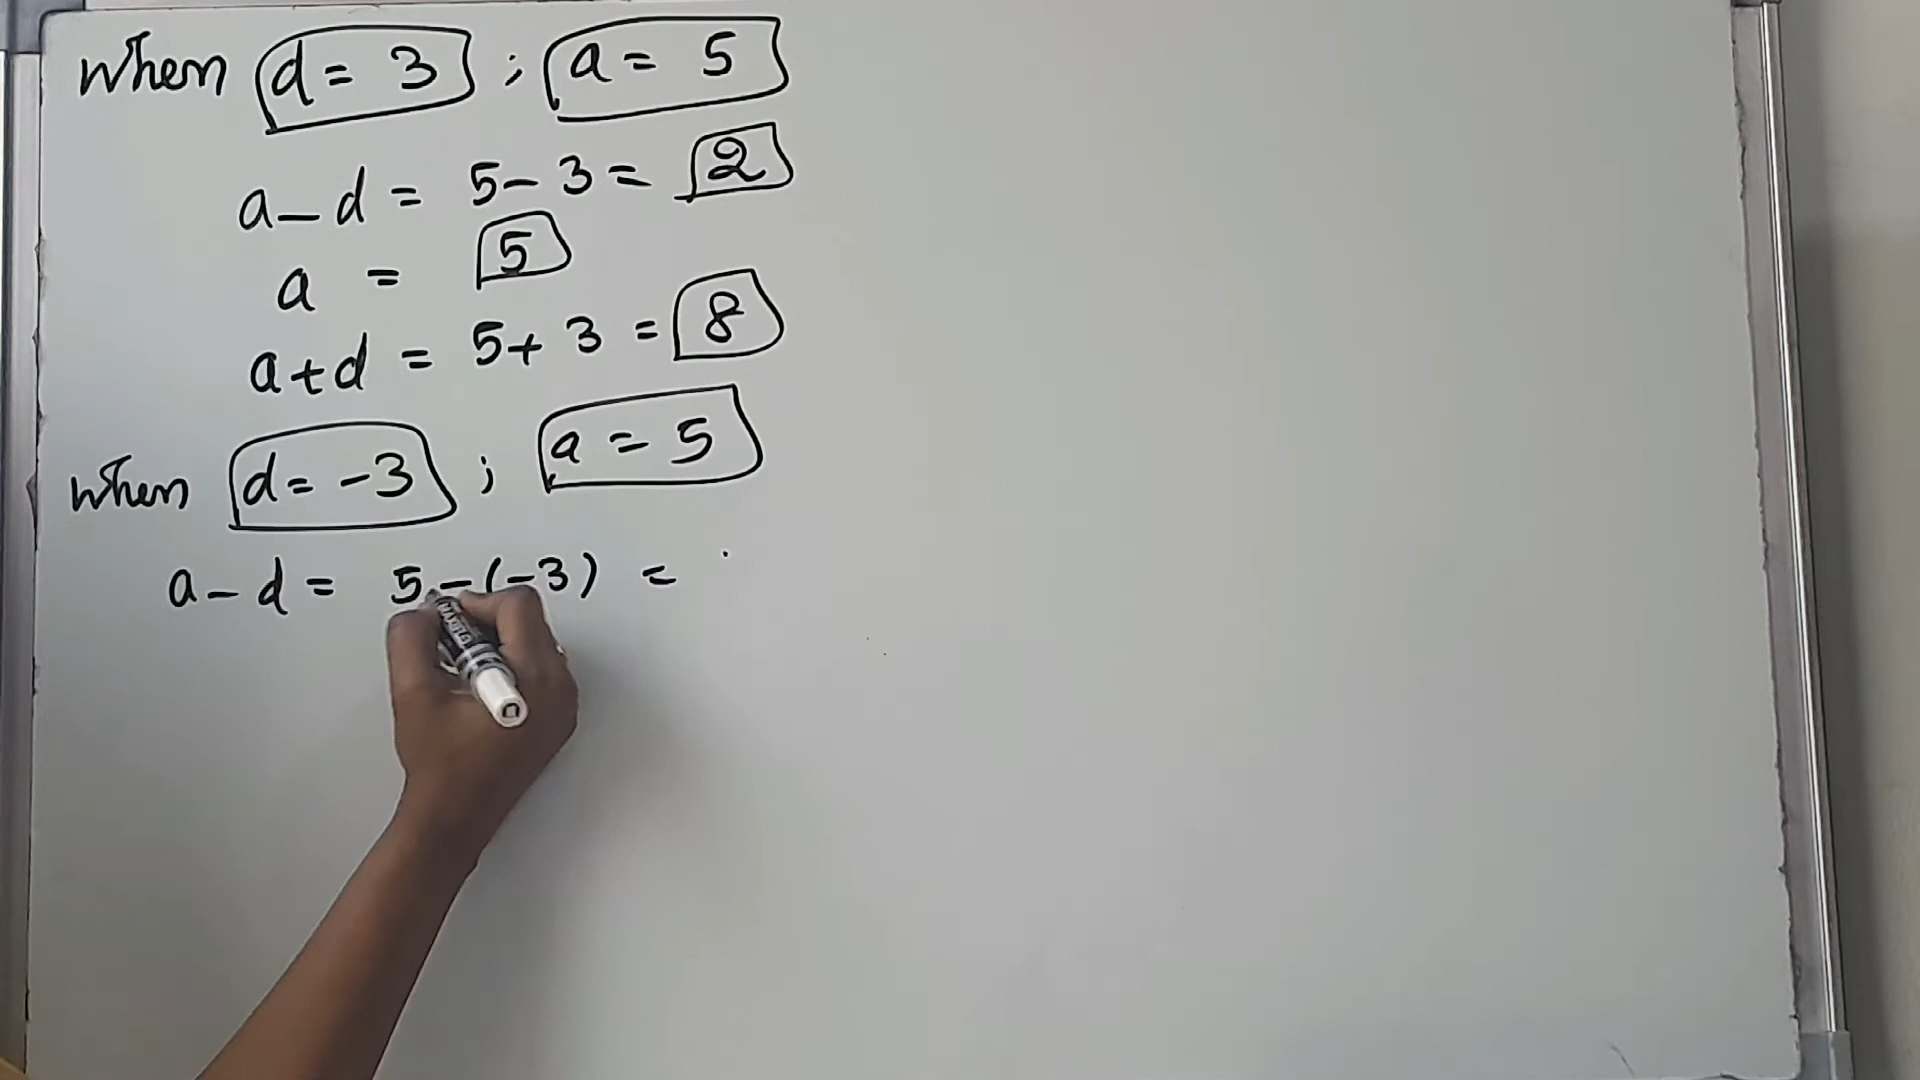 When d = 3 ; a = 5
a - d = 5 - 3 = 2
a = 5
a + d = 5 + 3 = 8
When d = -3 ; a = 5
a - d = 5 - (-3) =